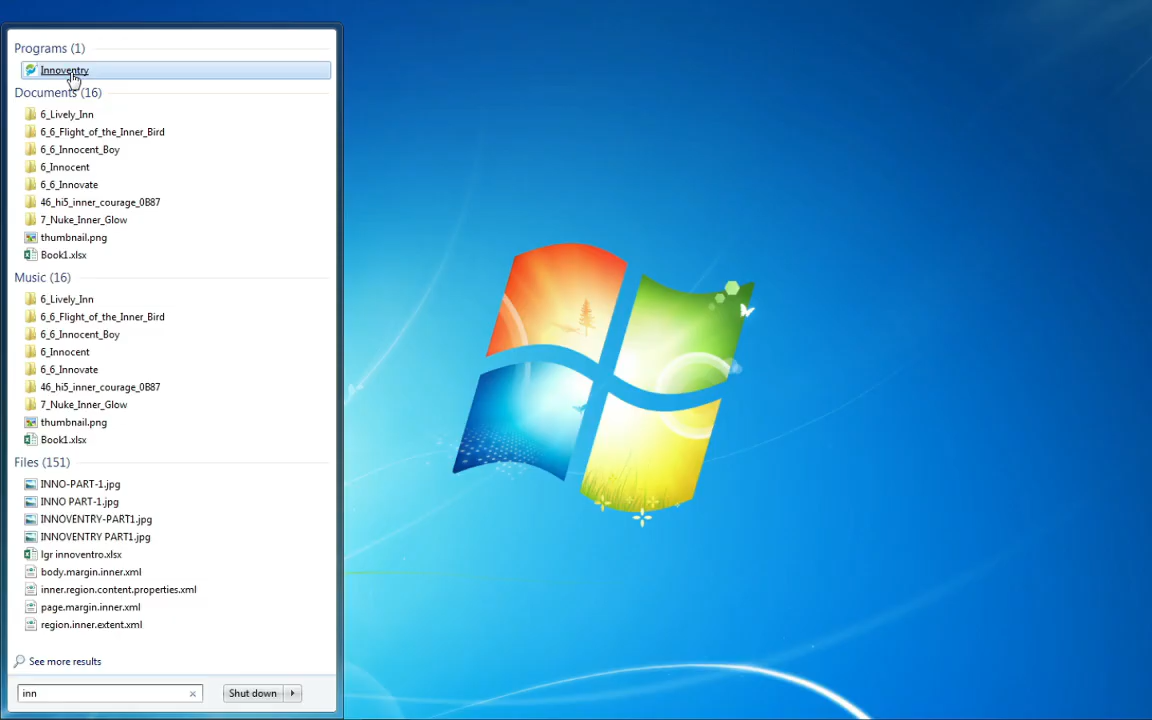 Programs (1)
Innoventry
Documents (16)
6_Lively_Inn
6_6_Flight_of_the_Inner_Bird
6_6_Innocent_Boy
6_Innocent
6_6_Innovate
46_hi5_inner_courage_0B87
7_Nuke_Inner_Glow
thumbnail.png
Book1.xlsx
Music (16)
6_Lively_Inn
6_6_Flight_of_the_Inner_Bird
6_6_Innocent_Boy
6_Innocent
6_6_Innovate
46_hi5_inner_courage_0B87
7_Nuke_Inner_Glow
thumbnail.png
Book1.xlsx
Files (151)
INNO-PART-1.jpg
INNO PART-1.jpg
INNOVENTRY-PART1.jpg
INNOVENTRY PART1.jpg
lgr innoventro.xlsx
body.margin.inner.xml
inner.region.content.properties.xml
page.margin.inner.xml
region.inner.extent.xml
See more results
inn
Shut down